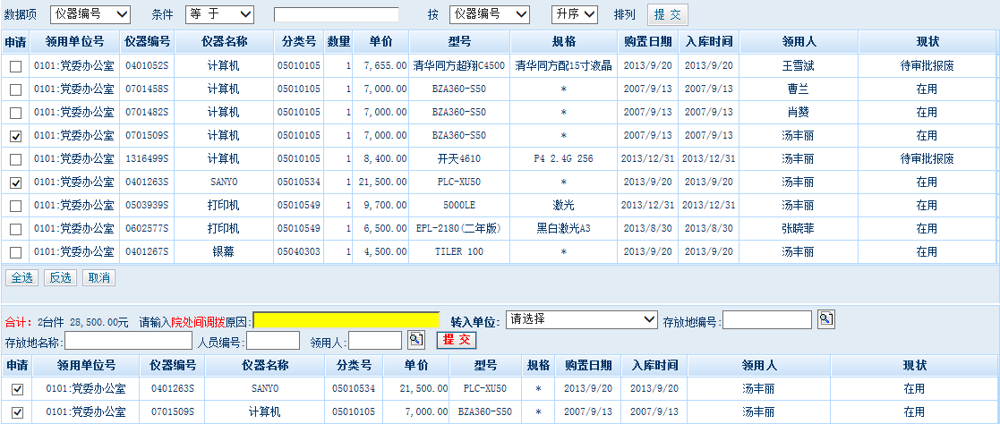 数据项 仪器编号 条件 等 于 按 仪器编号 升序 排列 提 交
申请 领用单位号 仪器编号 仪器名称 分类号 数量 单价 型号 规格 购置日期 入库时间 领用人 现状
0101:党委办公室 0401052S 计算机 05010105 1 7,655.00 清华同方超翔C4500 清华同方配15寸液晶 2013/9/20 2013/9/20 王雪斌 待审批报废
0101:党委办公室 0701458S 计算机 05010105 1 7,000.00 BZA360-S50 * 2007/9/13 2007/9/13 曹兰 在用
0101:党委办公室 0701482S 计算机 05010105 1 7,000.00 BZA360-S50 * 2007/9/13 2007/9/13 肖赞 在用
0101:党委办公室 0701509S 计算机 05010105 1 7,000.00 BZA360-S50 * 2007/9/13 2007/9/13 汤丰丽 在用
0101:党委办公室 1316499S 计算机 05010105 1 8,400.00 开天4610 P4 2.4G 256 2013/12/31 2013/12/31 汤丰丽 待审批报废
0101:党委办公室 0401263S SANYO 05010534 1 21,500.00 PLC-XU50 * 2013/9/20 2013/9/20 汤丰丽 在用
0101:党委办公室 0503939S 打印机 05010549 1 9,700.00 5000LE 激光 2013/12/31 2013/12/31 汤丰丽 在用
0101:党委办公室 0602577S 打印机 05010549 1 6,500.00 EPL-2180(二年版) 黑白激光A3 2013/8/30 2013/8/30 张晓菲 在用
0101:党委办公室 0401267S 银幕 05040303 1 4,500.00 TILER 100 * 2013/9/20 2013/9/20 汤丰丽 在用
全选 反选 取消
合计：2台件 28,500.00元 请输入院处间调拨原因: 转入单位: 请选择 存放地编号:
存放地名称: 人员编号: 领用人: 提 交
申请 领用单位号 仪器编号 仪器名称 分类号 单价 型号 规格 购置日期 入库时间 领用人 现状
0101:党委办公室 0401263S SANYO 05010534 21,500.00 PLC-XU50 * 2013/9/20 2013/9/20 汤丰丽 在用
0101:党委办公室 0701509S 计算机 05010105 7,000.00 BZA360-S50 * 2007/9/13 2007/9/13 汤丰丽 在用